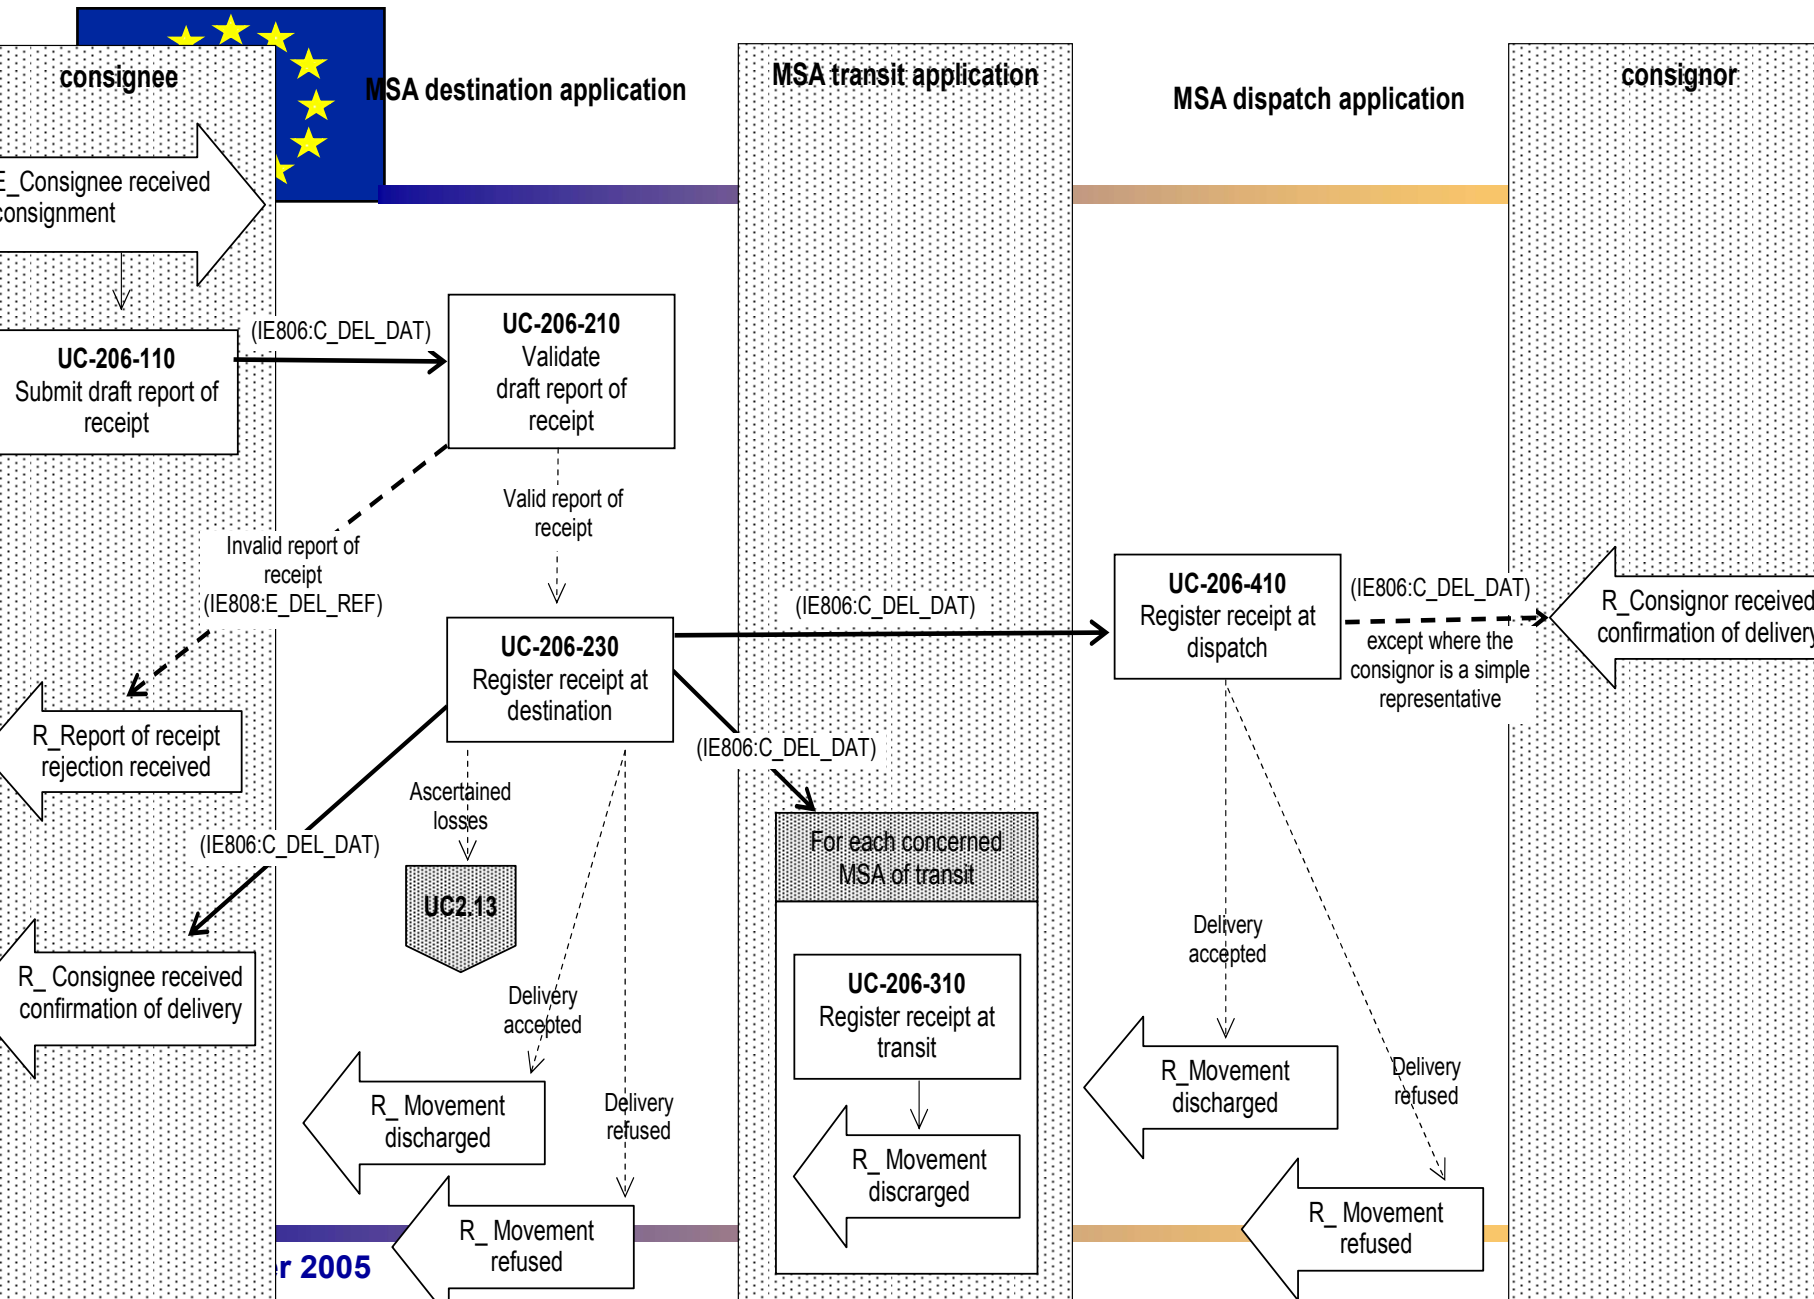 consignee
MSA destination application
MSA transit application
MSA dispatch application
consignor
E_Consignee received
consignment
UC-206-110
Submit draft report of
receipt
(IE806:C_DEL_DAT)
UC-206-210
Validate
draft report of
receipt
Valid report of
receipt
Invalid report of
receipt
(IE808:E_DEL_REF)
R_Report of receipt
rejection received
UC-206-230
Register receipt at
destination
(IE806:C_DEL_DAT)
UC-206-410
Register receipt at
dispatch
(IE806:C_DEL_DAT)
except where the
consignor is a simple
representative
R_Consignor received
confirmation of delivery
(IE806:C_DEL_DAT)
(IE806:C_DEL_DAT)
R_ Consignee received
confirmation of delivery
Ascertained
losses
UC2.13
Delivery
accepted
R_ Movement
discharged
Delivery
refused
R_ Movement
refused
For each concerned
MSA of transit
UC-206-310
Register receipt at
transit
R_ Movement
discrarged
Delivery
accepted
R_Movement
discharged
Delivery
refused
R_ Movement
refused
r 2005